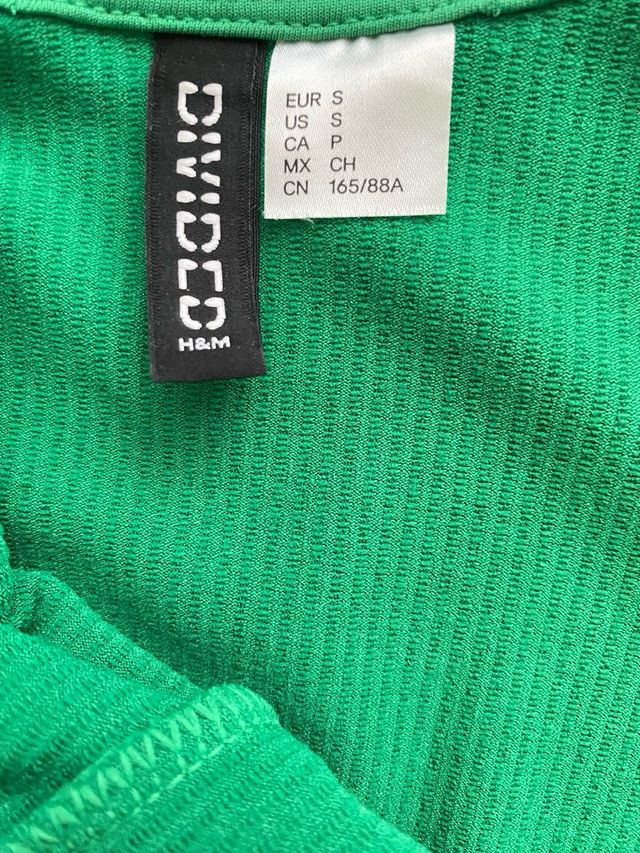 DIVIDED
H&M
EUR S
US S
CA P
MX CH
CN 165/88A